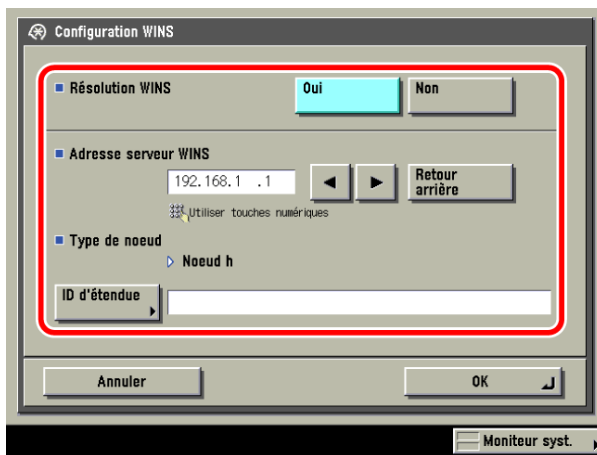 Configuration WINS
Résolution WINS
Oui
Non
Adresse serveur WINS
192.168.1 .1
Retour
arrière
Utiliser touches numériques
Type de noeud
Noeud h
ID d'étendue
Annuler
OK
Moniteur syst.